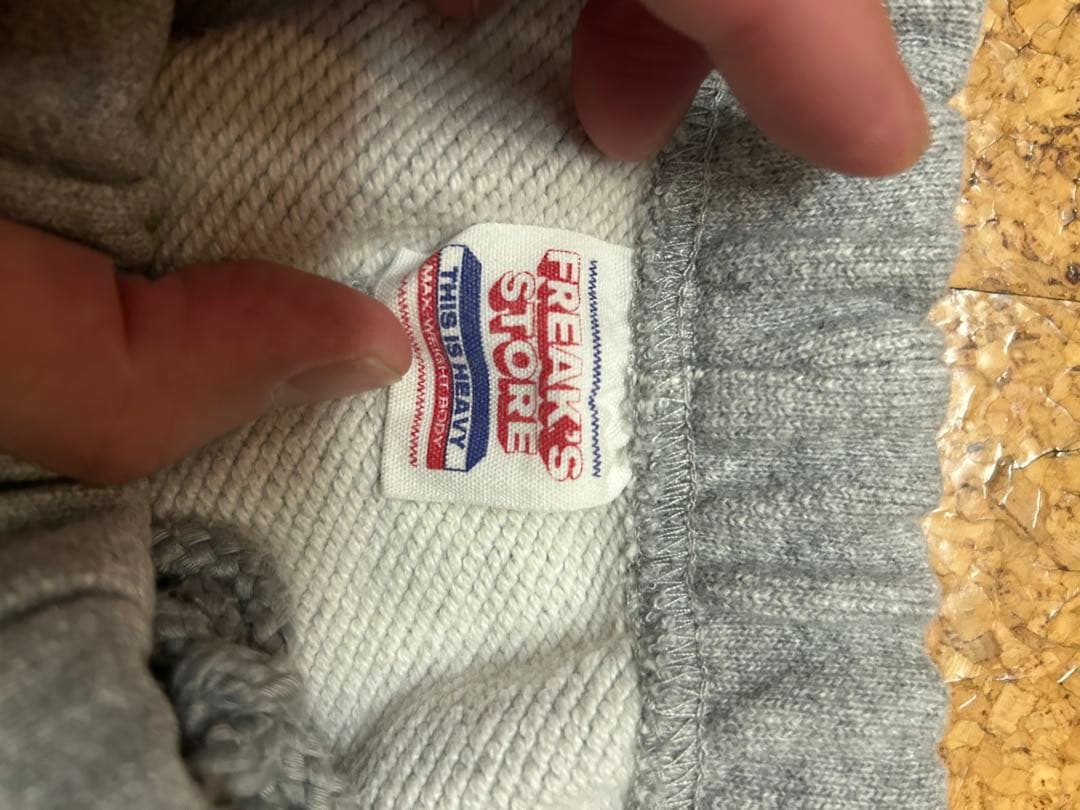 FREAK'S
STORE
THIS IS HEAVY
MAX WEIGHT BODY